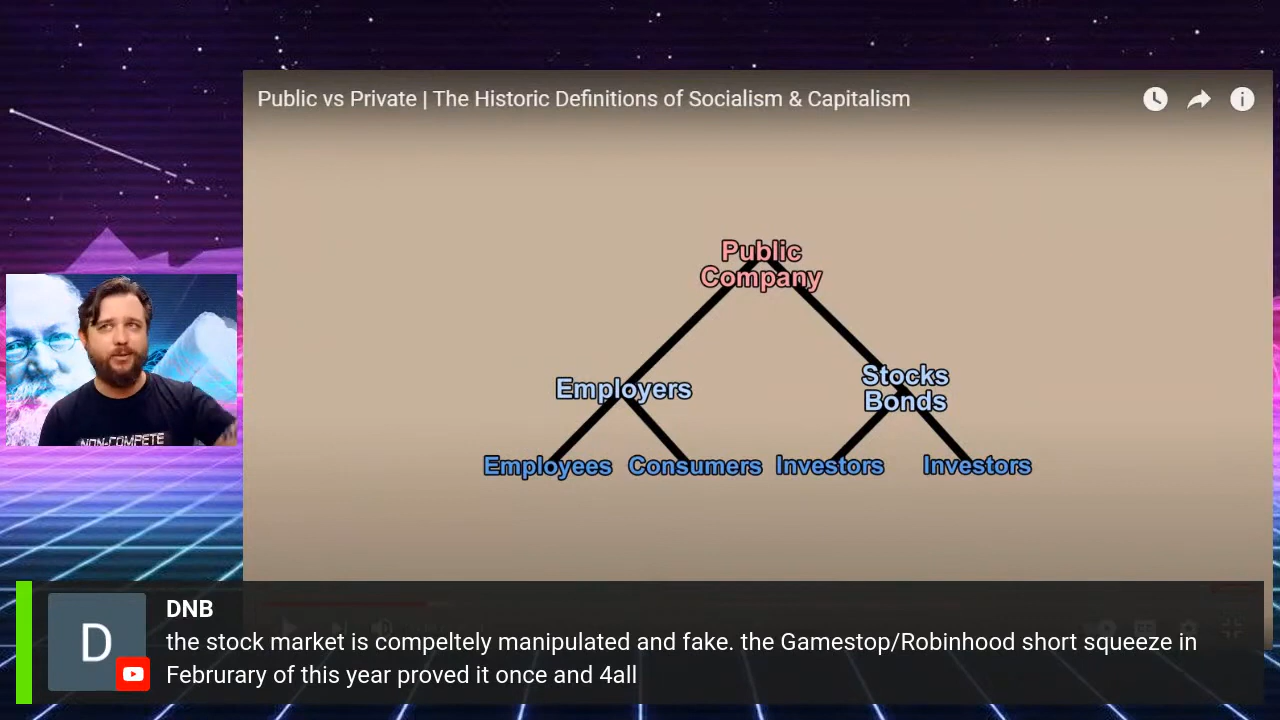 Public vs Private | The Historic Definitions of Socialism & Capitalism
Public
Company
Employers
Stocks
Bonds
Employees Consumers Investors Investors
NON-COMPETE
D
DNB
the stock market is compeltely manipulated and fake. the Gamestop/Robinhood short squeeze in
Februrary of this year proved it once and 4all